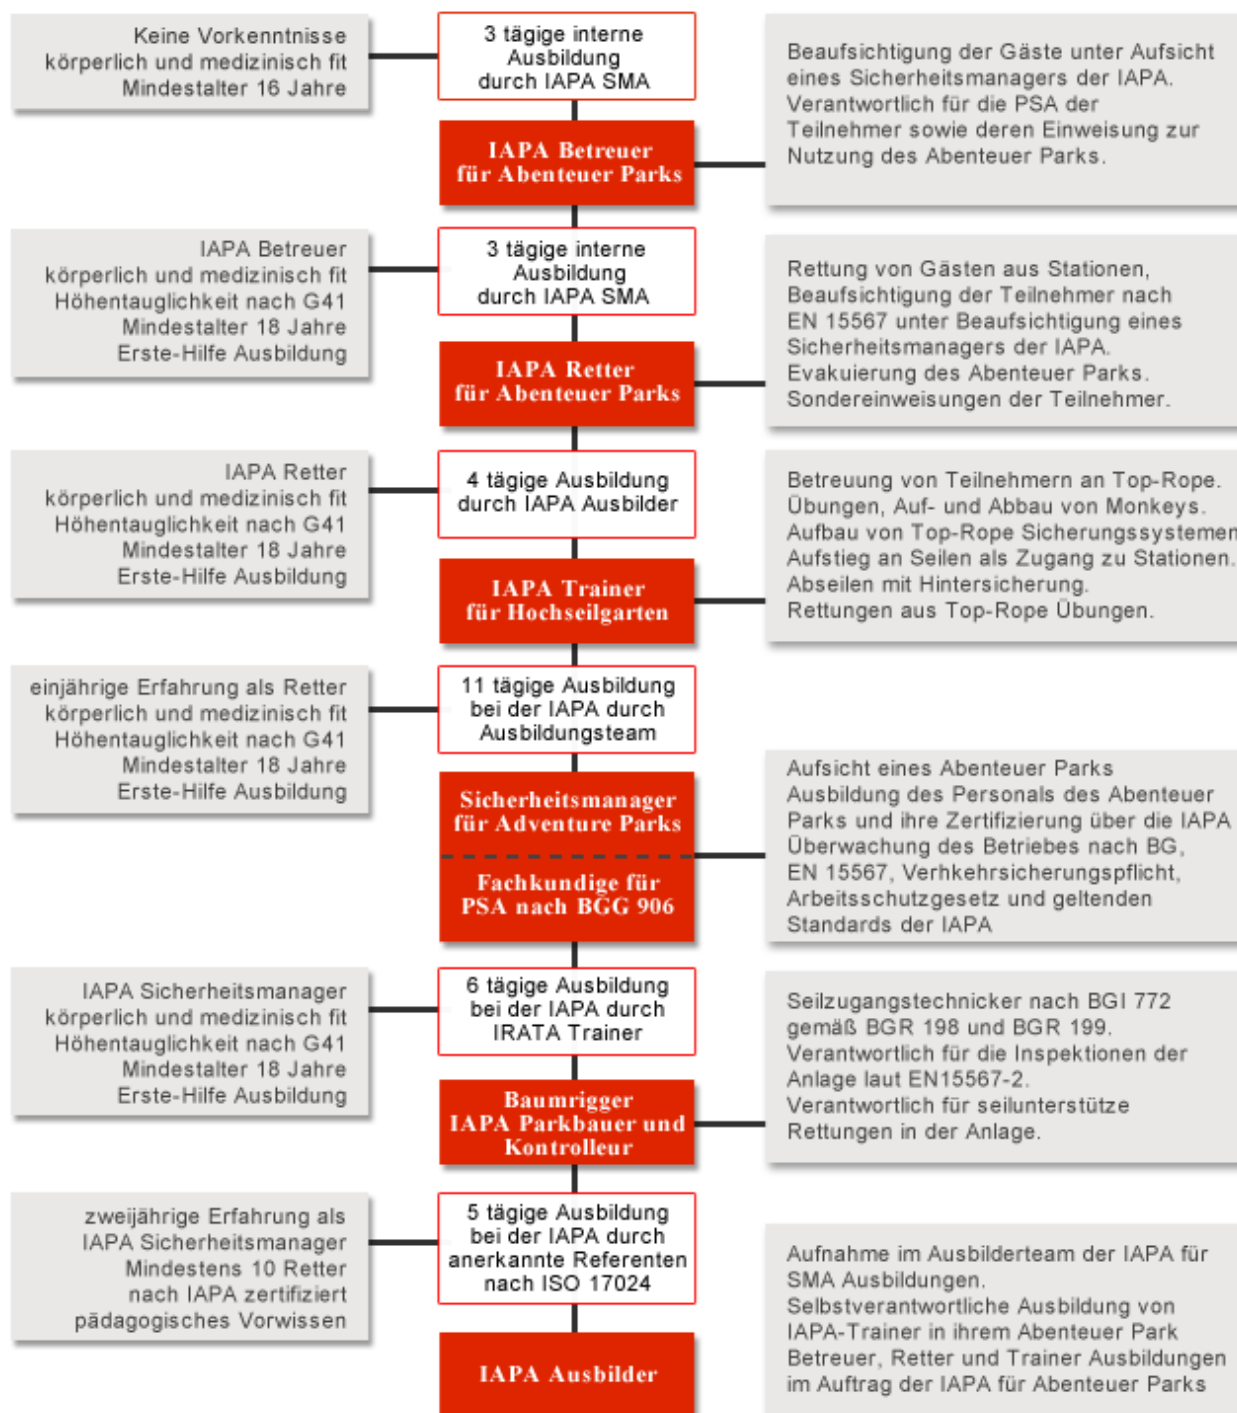 Keine Vorkenntnisse
körperlich und medizinisch fit
Mindestalter 16 Jahre
3 tägige interne
Ausbildung
durch IAPA SMA
IAPA Betreuer
für Abenteuer Parks
Beaufsichtigung der Gäste unter Aufsicht
eines Sicherheitsmanagers der IAPA.
Verantwortlich für die PSA der
Teilnehmer sowie deren Einweisung zur
Nutzung des Abenteuer Parks.
IAPA Betreuer
körperlich und medizinisch fit
Höhentauglichkeit nach G41
Mindestalter 18 Jahre
Erste-Hilfe Ausbildung
3 tägige interne
Ausbildung
durch IAPA SMA
IAPA Retter
für Abenteuer Parks
Rettung von Gästen aus Stationen,
Beaufsichtigung der Teilnehmer nach
EN 15567 unter Beaufsichtigung eines
Sicherheitsmanagers der IAPA.
Evakuierung des Abenteuer Parks.
Sondereinweisungen der Teilnehmer.
IAPA Retter
körperlich und medizinisch fit
Höhentauglichkeit nach G41
Mindestalter 18 Jahre
Erste-Hilfe Ausbildung
4 tägige Ausbildung
durch IAPA Ausbilder
IAPA Trainer
für Hochseilgarten
Betreuung von Teilnehmern an Top-Rope.
Übungen, Auf- und Abbau von Monkeys.
Aufbau von Top-Rope Sicherungssystemen
Aufstieg an Seilen als Zugang zu Stationen.
Abseilen mit Hintersicherung.
Rettungen aus Top-Rope Übungen.
einjährige Erfahrung als Retter
körperlich und medizinisch fit
Höhentauglichkeit nach G41
Mindestalter 18 Jahre
Erste-Hilfe Ausbildung
11 tägige Ausbildung
bei der IAPA durch
Ausbildungsteam
Sicherheitsmanager
für Adventure Parks
Fachkundige für
PSA nach BGG 906
Aufsicht eines Abenteuer Parks
Ausbildung des Personals des Abenteuer
Parks und ihre Zertifizierung über die IAPA
Überwachung des Betriebes nach BG,
EN 15567, Verhkehrsicherungspflicht,
Arbeitsschutzgesetz und geltenden
Standards der IAPA
IAPA Sicherheitsmanager
körperlich und medizinisch fit
Höhentauglichkeit nach G41
Mindestalter 18 Jahre
Erste-Hilfe Ausbildung
6 tägige Ausbildung
bei der IAPA durch
IRATA Trainer
Baumrigger
IAPA Parkbauer und
Kontrolleur
Seilzugangstechnicker nach BGI 772
gemäß BGR 198 und BGR 199.
Verantwortlich für die Inspektionen der
Anlage laut EN15567-2.
Verantwortlich für seilunterstütze
Rettungen in der Anlage.
zweijährige Erfahrung als
IAPA Sicherheitsmanager
Mindestens 10 Retter
nach IAPA zertifiziert
pädagogisches Vorwissen
5 tägige Ausbildung
bei der IAPA durch
anerkannte Referenten
nach ISO 17024
IAPA Ausbilder
Aufnahme im Ausbilderteam der IAPA für
SMA Ausbildungen.
Selbstverantwortliche Ausbildung von
IAPA-Trainer in ihrem Abenteuer Park
Betreuer, Retter und Trainer Ausbildungen
im Auftrag der IAPA für Abenteuer Parks